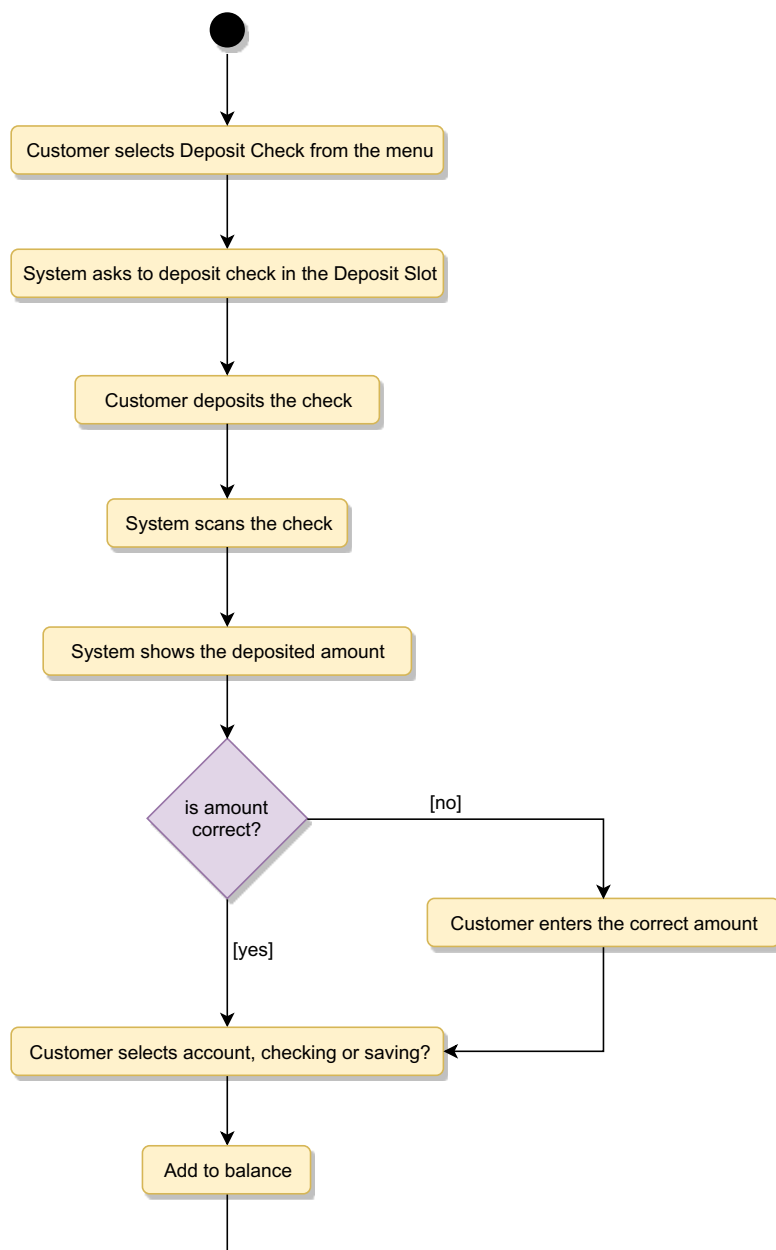 Customer selects Deposit Check from the menu
System asks to deposit check in the Deposit Slot
Customer deposits the check
System scans the check
System shows the deposited amount
is amount
correct?
[no]
Customer enters the correct amount
[yes]
Customer selects account, checking or saving?
Add to balance